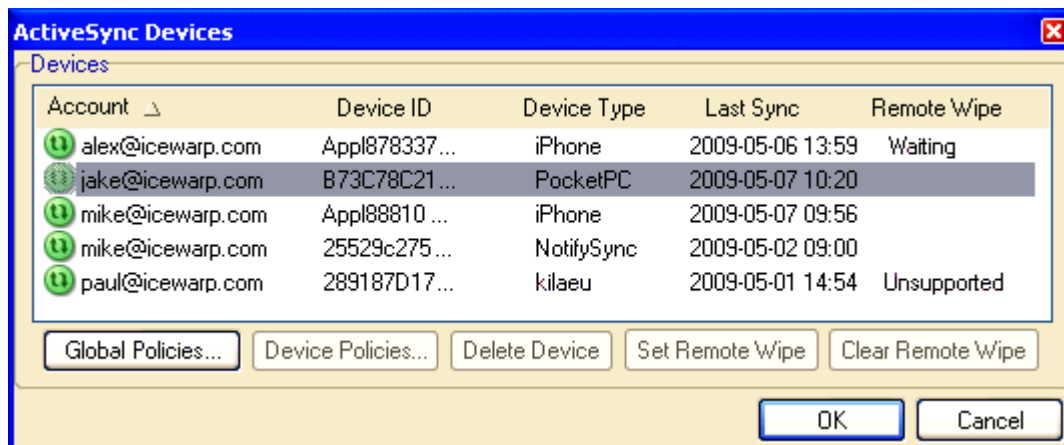 ActiveSync Devices
Devices
Account Device ID Device Type Last Sync Remote Wipe
alex@icewarp.com Appl878337... iPhone 2009-05-06 13:59 Waiting
jake@icewarp.com B73C78C21... PocketPC 2009-05-07 10:20
mike@icewarp.com Appl88810 ... iPhone 2009-05-07 09:56
mike@icewarp.com 25529c275... NotifySync 2009-05-02 09:00
paul@icewarp.com 289187D17... kilaeu 2009-05-01 14:54 Unsupported
Global Policies... Device Policies... Delete Device Set Remote Wipe Clear Remote Wipe
OK Cancel